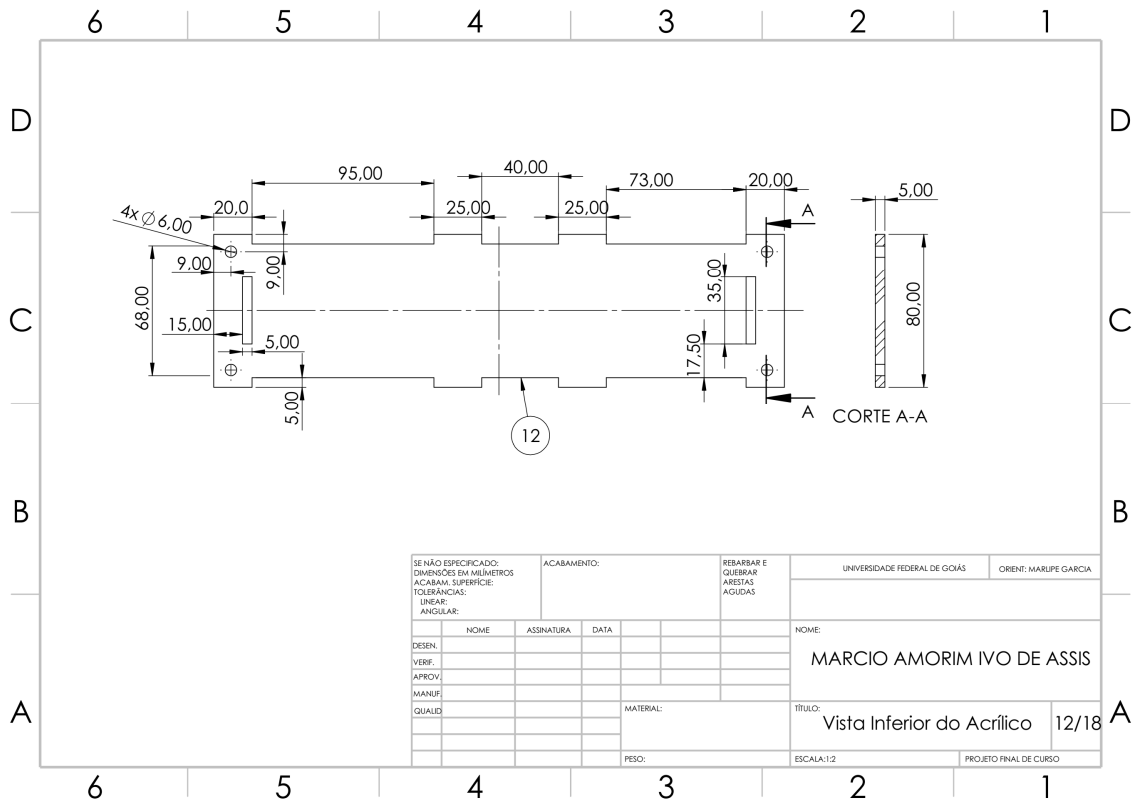 6 5 4 3 2 1
D D
95,00 40,00 73,00 20,00 5,00
4x Ø 6,00 20,0 25,00 25,00 A
9,00 9,00
68,00 35,00 80,00
C C
15,00 5,00 17,50
5,00 A CORTE A-A
12
B B
SE NÃO ESPECIFICADO:
DIMENSÕES EM MILÍMETROS
ACABAM. SUPERFÍCIE:
TOLERÂNCIAS:
LINEAR:
ANGULAR:
ACABAMENTO:
REBARBAR E
QUEBRAR
ARESTAS
AGUDAS
UNIVERSIDADE FEDERAL DE GOIÁS
ORIENT: MARLIPE GARCIA
NOME ASSINATURA DATA
DESEN.
VERIF.
APROV.
MANUF.
QUALID
NOME:
MARCIO AMORIM IVO DE ASSIS
MATERIAL:
TÍTULO:
Vista Inferior do Acrílico 12/18
A A
PESO:
ESCALA:1:2
PROJETO FINAL DE CURSO
6 5 4 3 2 1